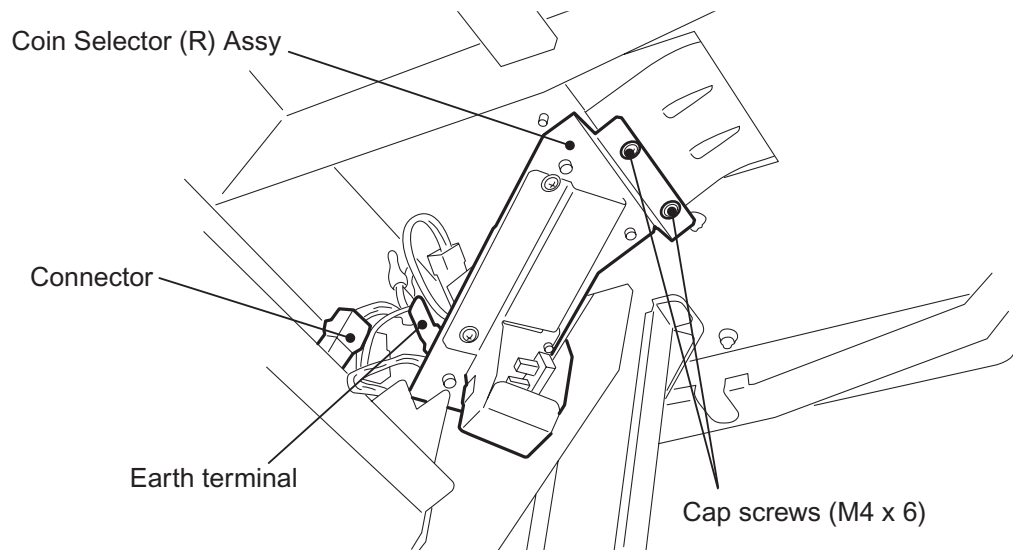 Coin Selector (R) Assy
Connector
Earth terminal
Cap screws (M4 x 6)